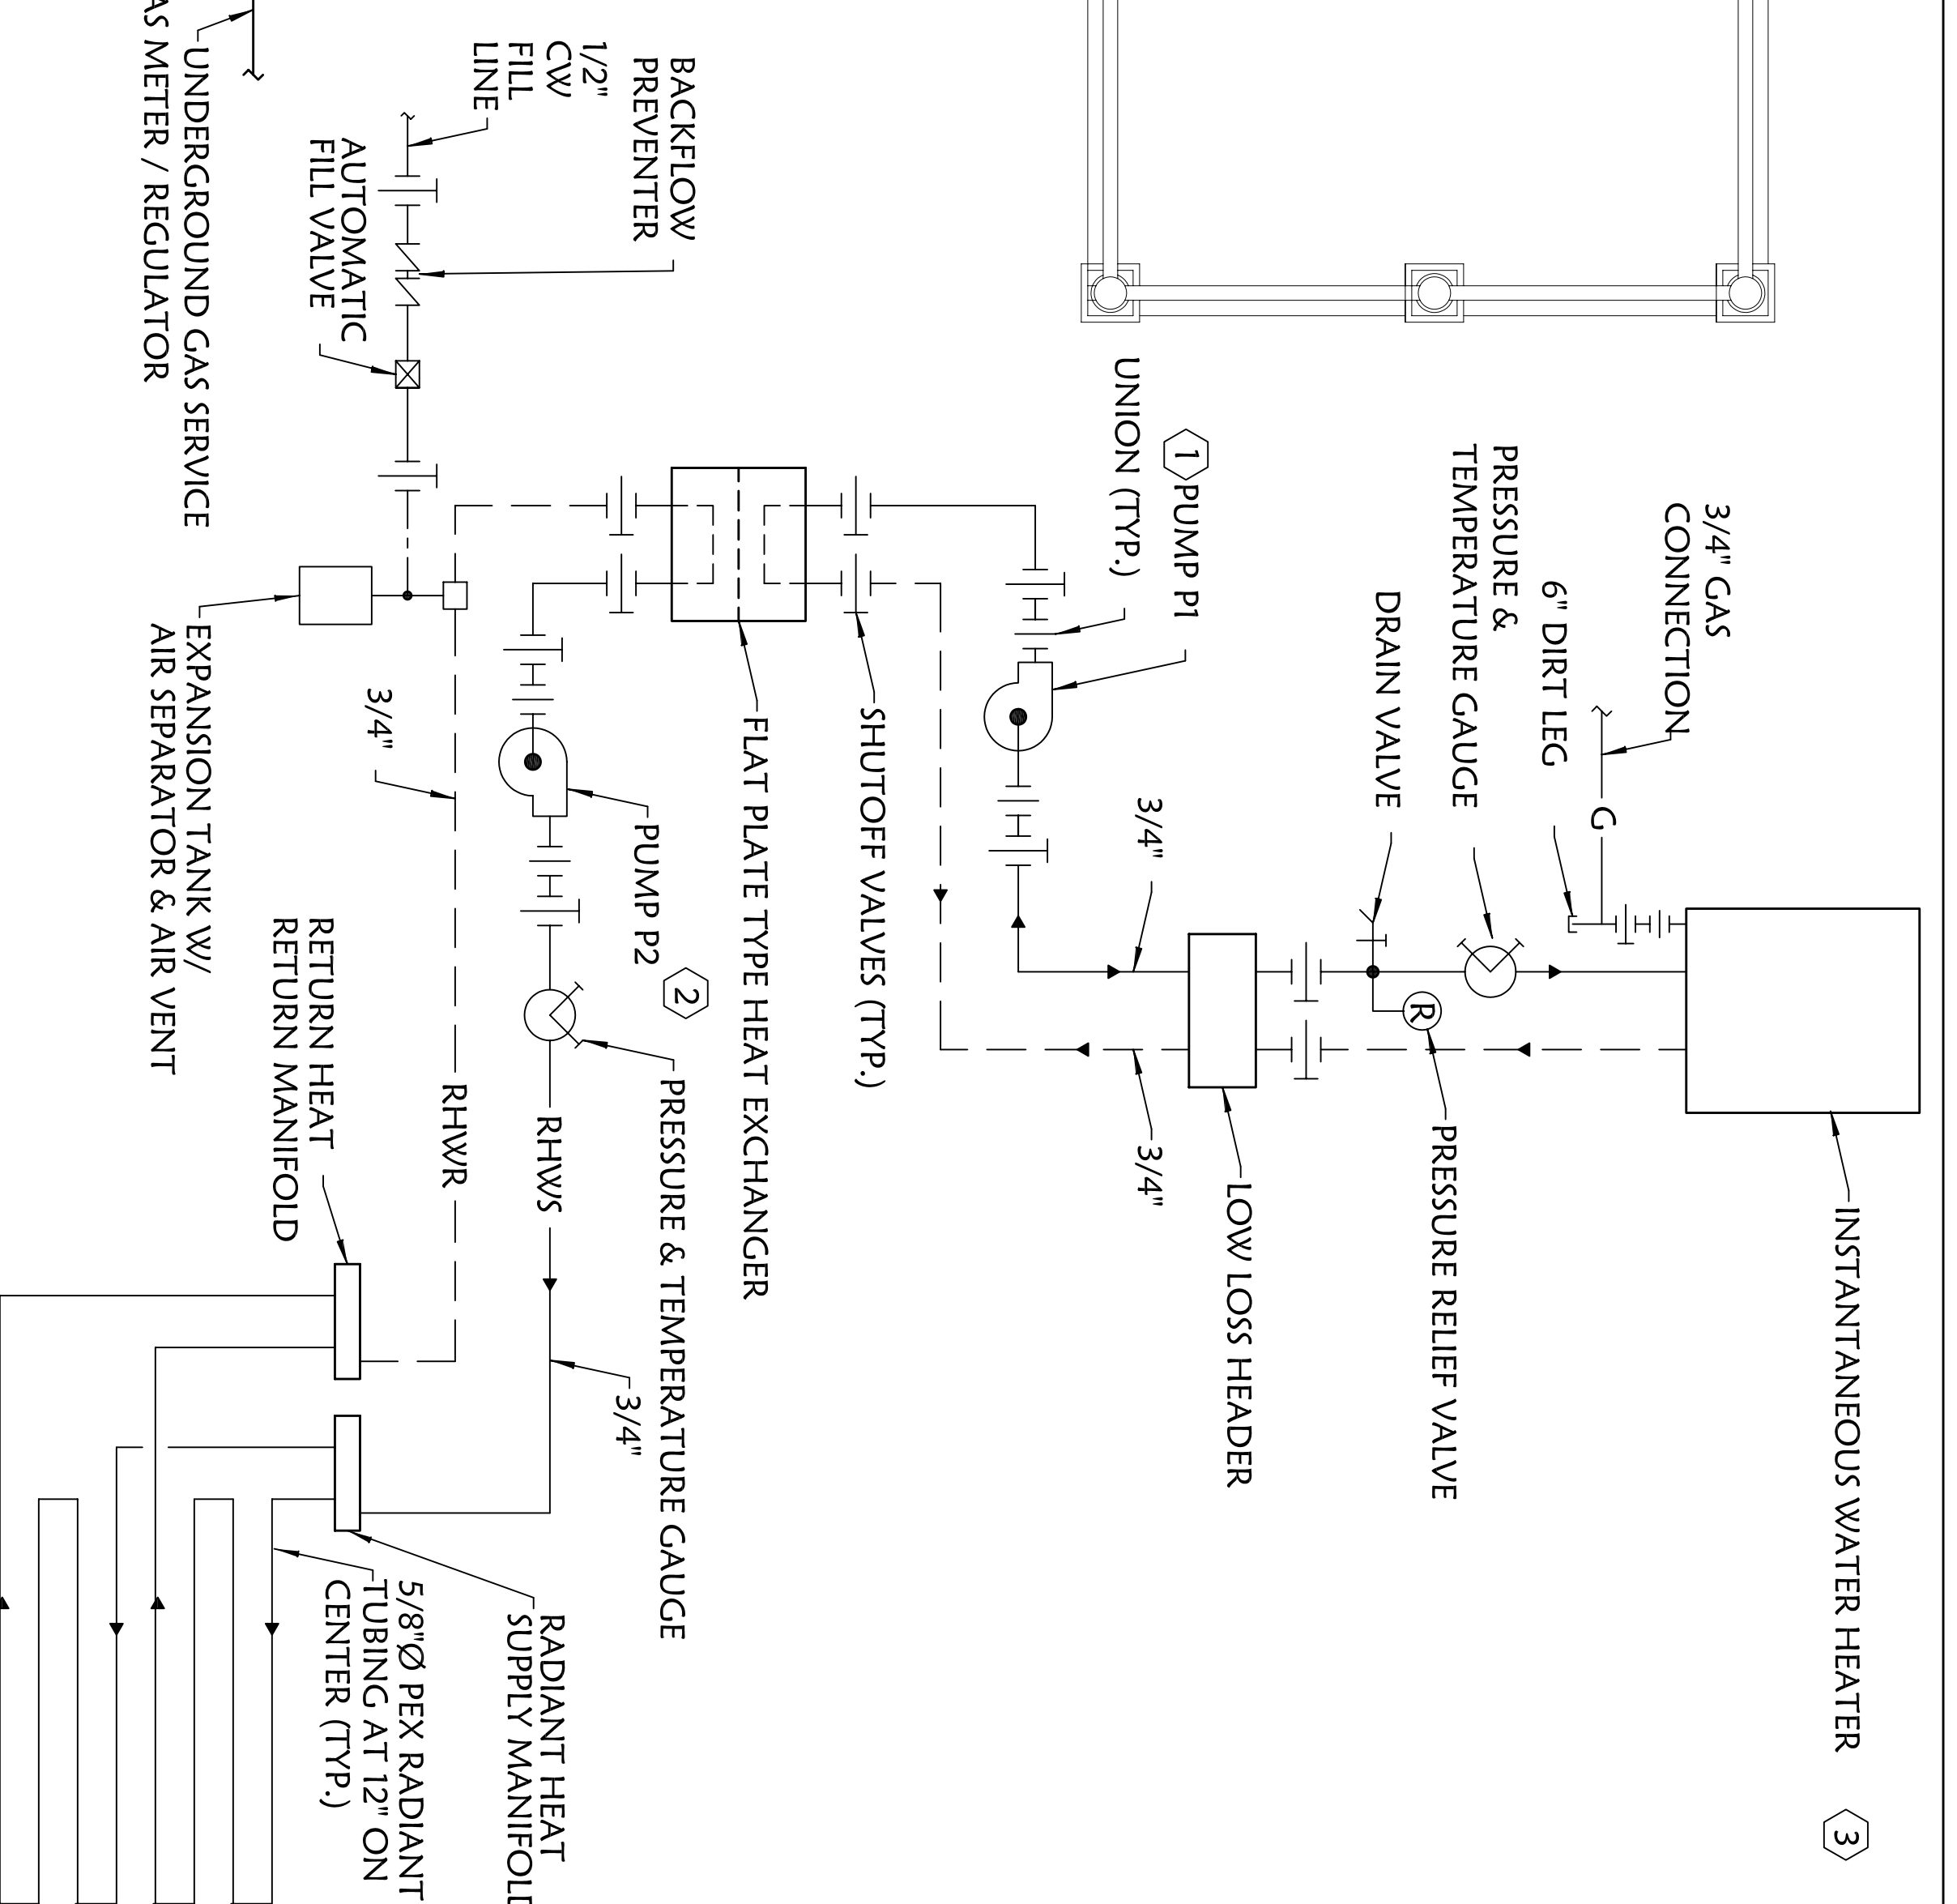 3/4" GAS
CONNECTION
6" DIRT LEG
G
PRESSURE &
TEMPERATURE GAUGE
DRAIN VALVE
INSTANTANEOUS WATER HEATER
3
PRESSURE RELIEF VALVE
R
1
PUMP P1
UNION (TYP.)
3/4"
3/4"
LOW LOSS HEADER
SHUTOFF VALVES (TYP.)
FLAT PLATE TYPE HEAT EXCHANGER
BACKFLOW
PREVENTER
1/2"
CW
FILL
LINE
AUTOMATIC
FILL VALVE
PUMP P2
2
PRESSURE & TEMPERATURE GAUGE
3/4"
RHWS
RHWR
3/4"
RADIANT HEAT
SUPPLY MANIFOLD
5/8"Ø PEX RADIANT
TUBING AT 12" ON
CENTER (TYP.)
RETURN HEAT
RETURN MANIFOLD
EXPANSION TANK W/
AIR SEPARATOR & AIR VENT
UNDERGROUND GAS SERVICE
AS METER / REGULATOR